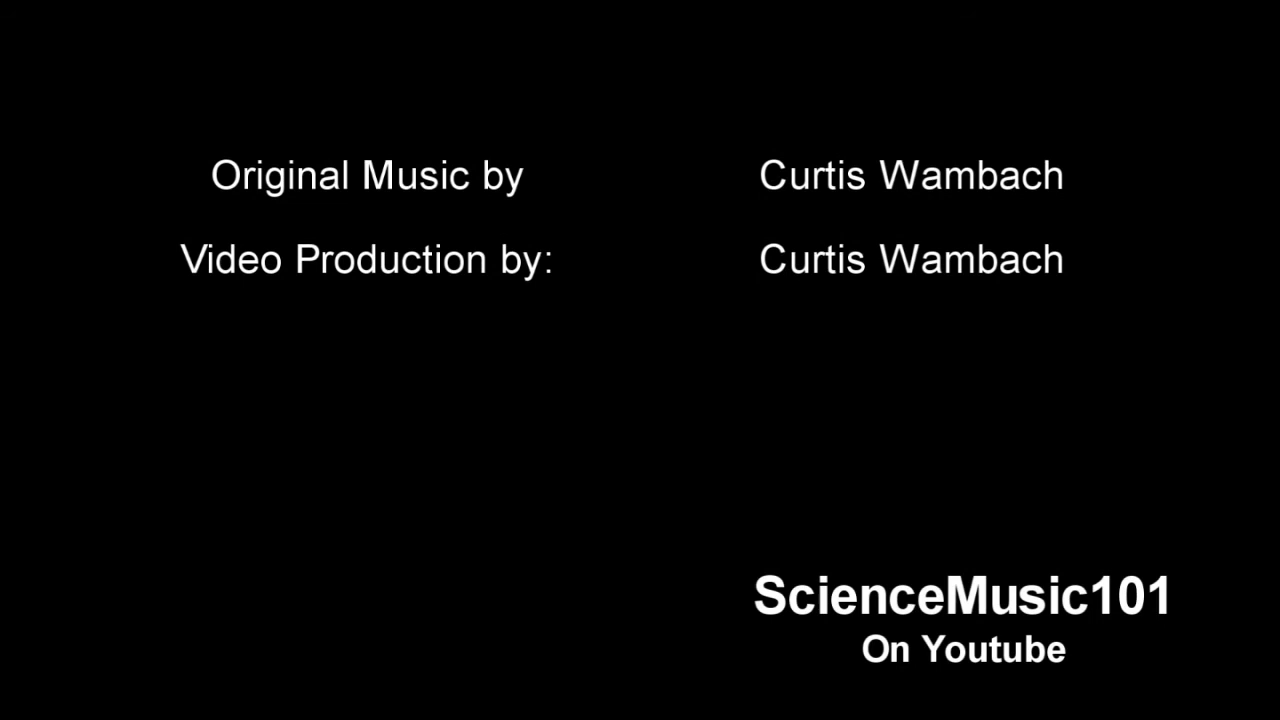 Original Music by Curtis Wambach
Video Production by: Curtis Wambach
ScienceMusic101
On Youtube